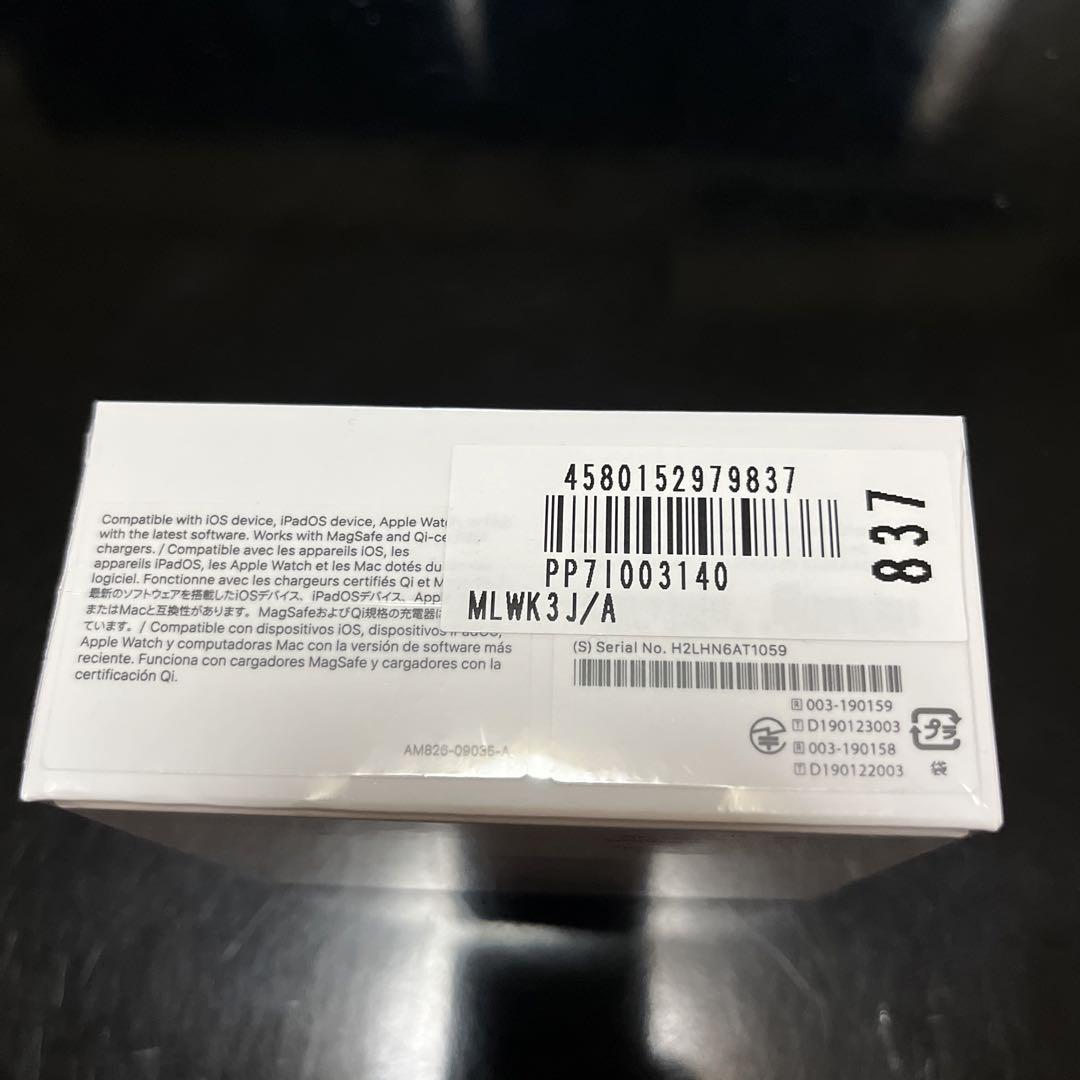 4580152979837
PP7I003140
MLWK3J/A
837
Compatible with iOS device, iPadOS device, Apple
with the latest software. Works with MagSafe and
chargers. / Compatible avec les appareils iOS, les
appareils iPadOS, les Apple Watch et les Mac dotés du
logiciel. Fonctionne avec les chargeurs certifiés Qi et
最新のソフトウェアを搭載したiOSデバイス、iPadOSデバイス、
またはMacと互換性があります。MagSafeおよびQi規格の充電器
ています。/ Compatible con dispositivos iOS, dispositivos
Apple Watch y computadoras Mac con la versión de software más
reciente. Funciona con cargadores MagSafe y cargadores con la
certificación Qi.
AM826-09035-A
(S) Serial No. H2LHN6AT1059
R 003-190159
T D190123003
R 003-190158
T D190122003
プラ
袋